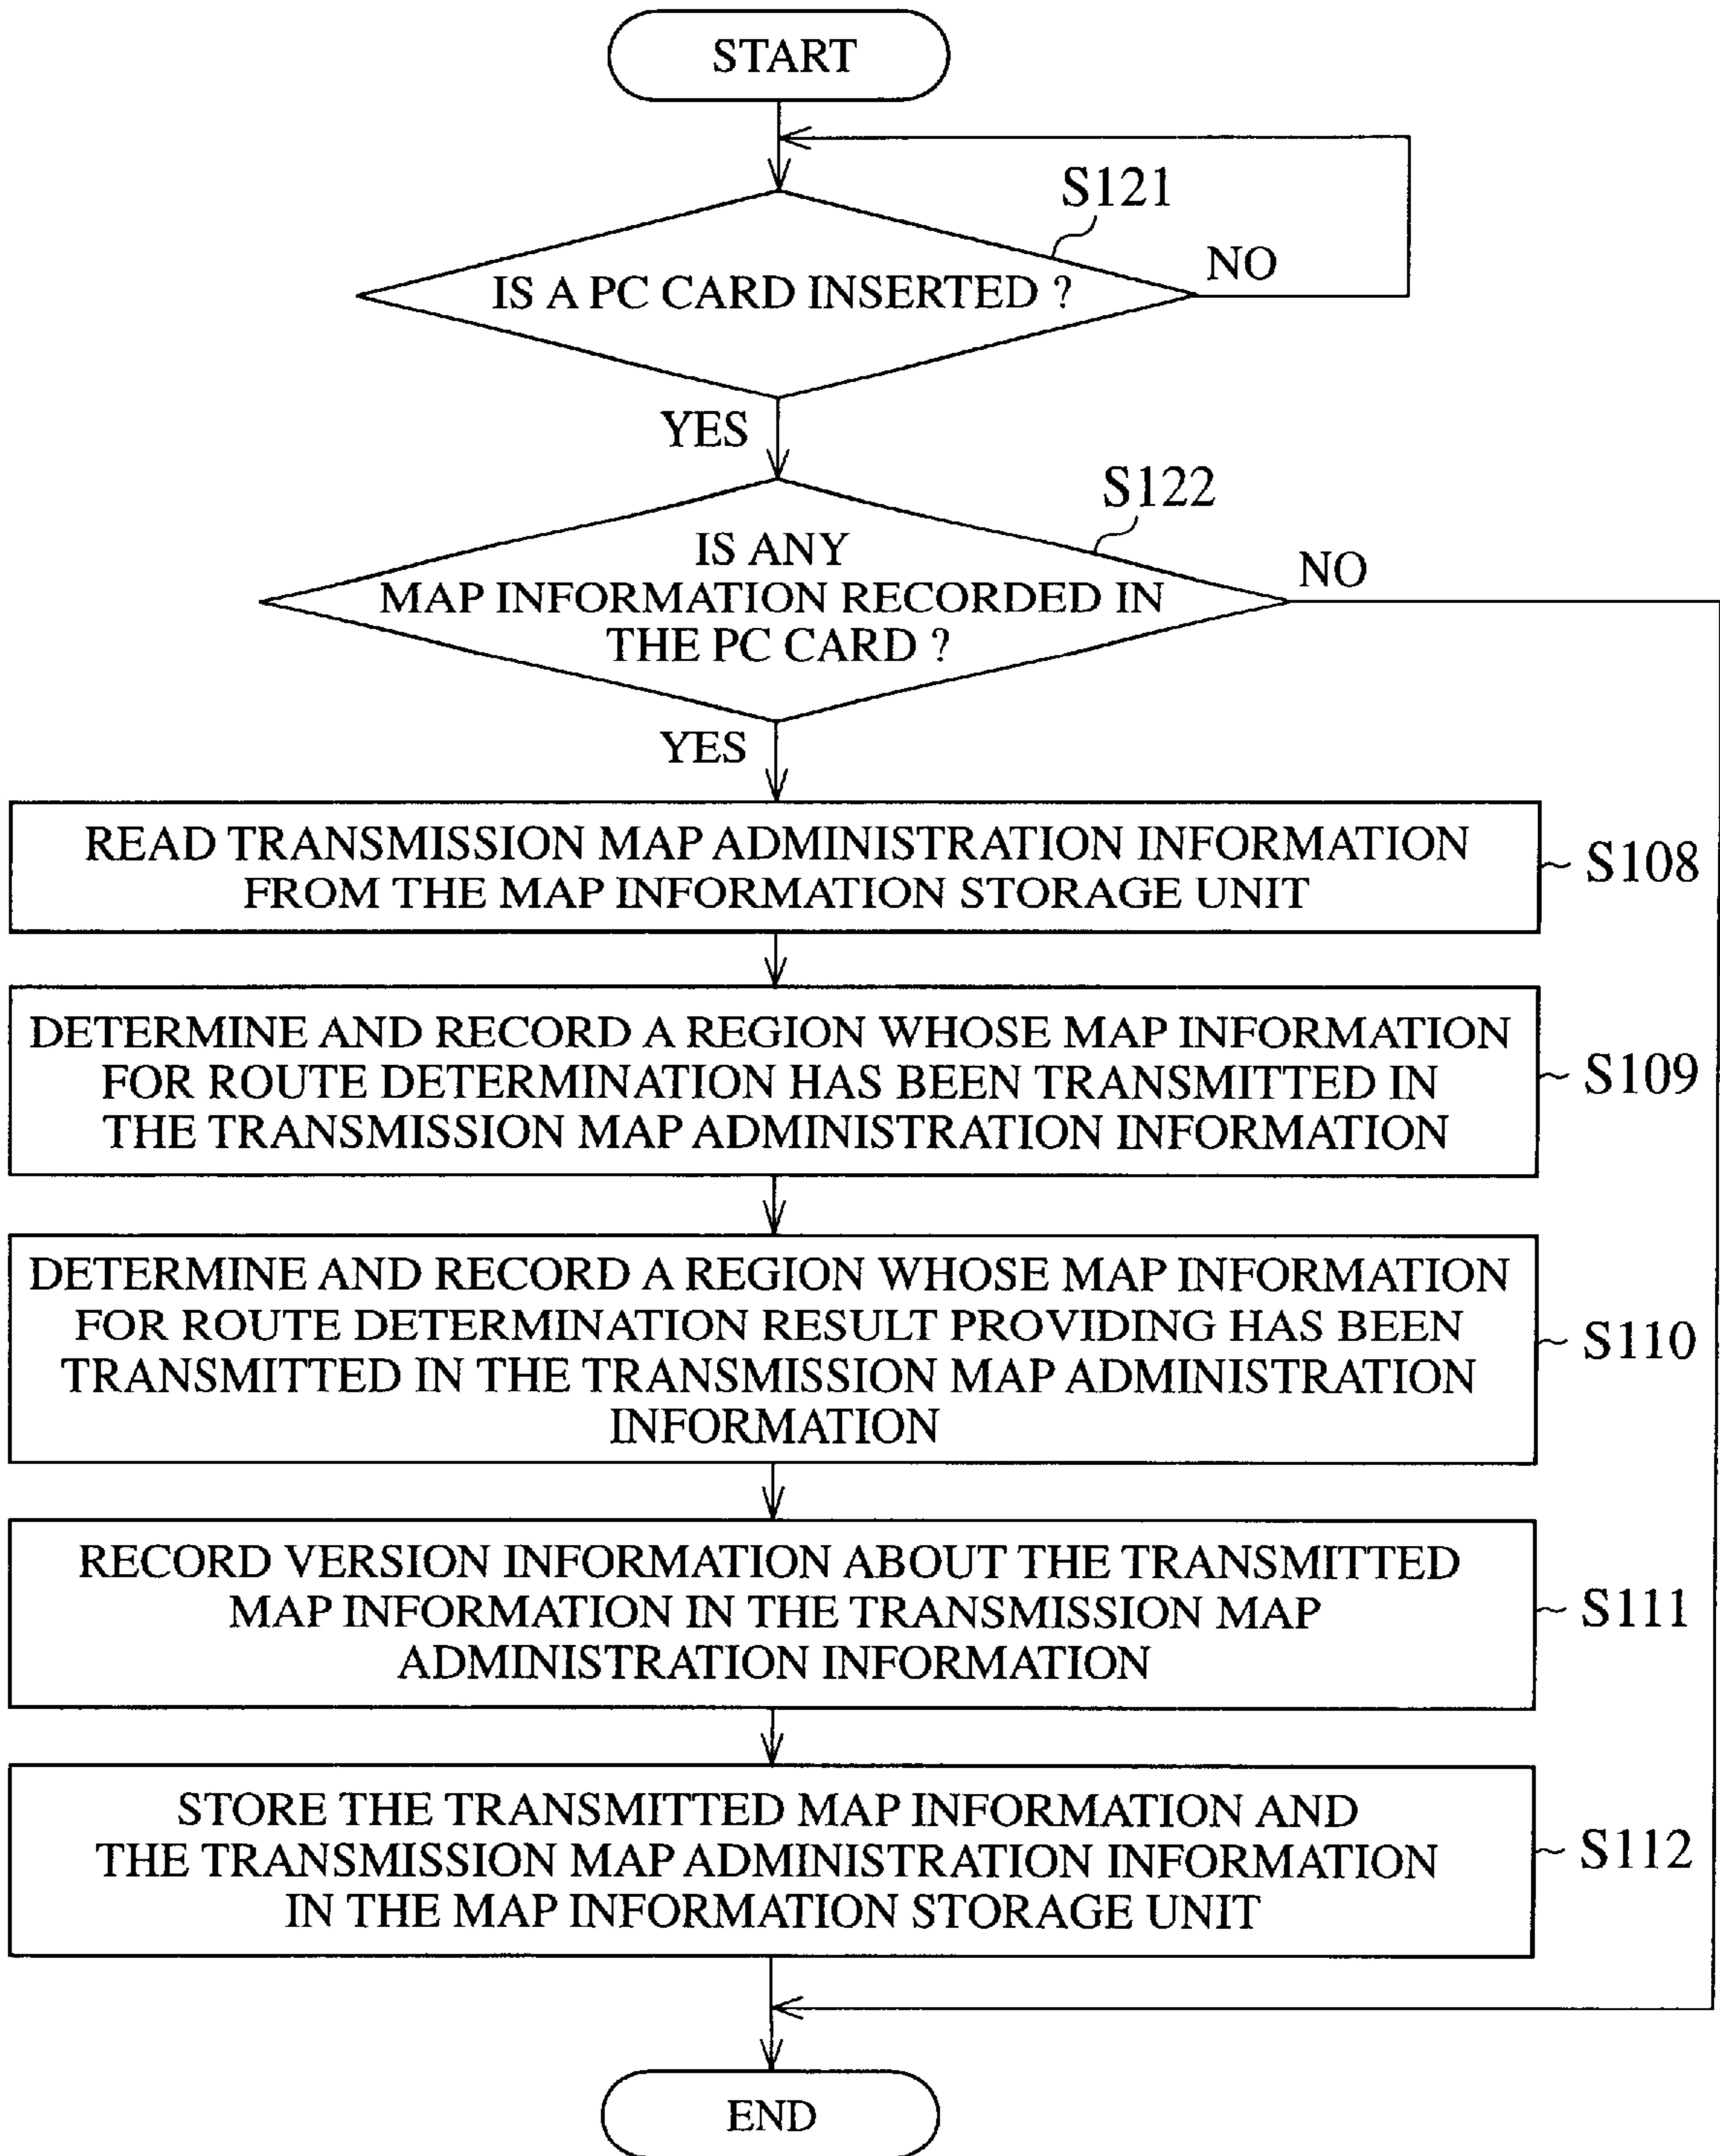 START
S121
IS A PC CARD INSERTED ?
NO
YES
S122
IS ANY
MAP INFORMATION RECORDED IN
THE PC CARD ?
NO
YES
READ TRANSMISSION MAP ADMINISTRATION INFORMATION
FROM THE MAP INFORMATION STORAGE UNIT
S108
DETERMINE AND RECORD A REGION WHOSE MAP INFORMATION
FOR ROUTE DETERMINATION HAS BEEN TRANSMITTED IN
THE TRANSMISSION MAP ADMINISTRATION INFORMATION
S109
DETERMINE AND RECORD A REGION WHOSE MAP INFORMATION
FOR ROUTE DETERMINATION RESULT PROVIDING HAS BEEN
TRANSMITTED IN THE TRANSMISSION MAP ADMINISTRATION
INFORMATION
S110
RECORD VERSION INFORMATION ABOUT THE TRANSMITTED
MAP INFORMATION IN THE TRANSMISSION MAP
ADMINISTRATION INFORMATION
S111
STORE THE TRANSMITTED MAP INFORMATION AND
THE TRANSMISSION MAP ADMINISTRATION INFORMATION
IN THE MAP INFORMATION STORAGE UNIT
S112
END